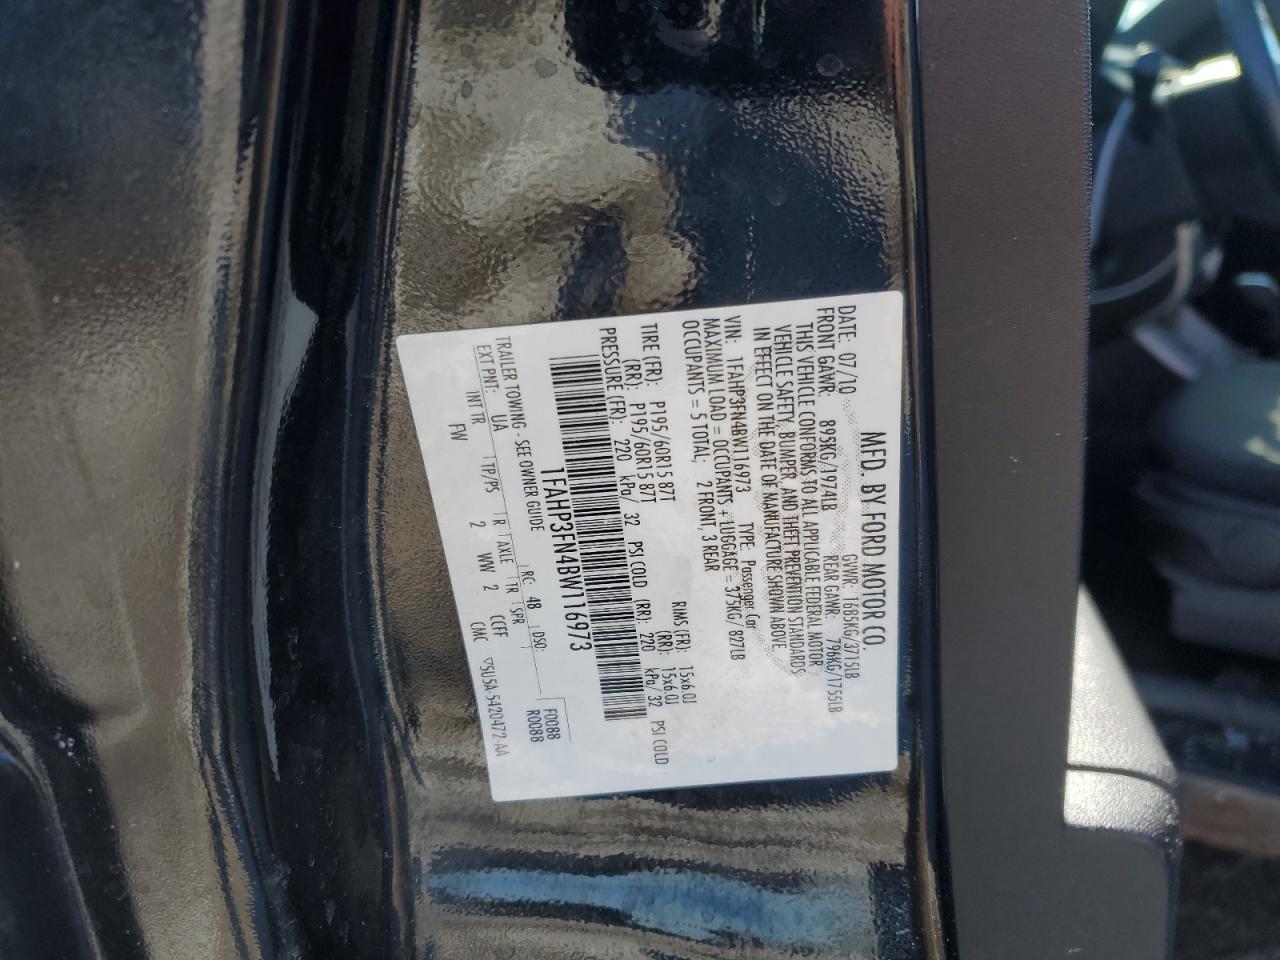 MFD. BY FORD MOTOR CO.
DATE: 07/10 GVWR: 1685KG/3715LB
FRONT GAWR: 895KG/1974LB REAR GAWR: 796KG/1755LB
THIS VEHICLE CONFORMS TO ALL APPLICABLE FEDERAL MOTOR
VEHICLE SAFETY, BUMPER, AND THEFT PREVENTION STANDARDS
IN EFFECT ON THE DATE OF MANUFACTURE SHOWN ABOVE.
VIN: 1FAHP3FN4BW116973 TYPE: Passenger Car
MAXIMUM LOAD = OCCUPANTS + LUGGAGE = 375KG/ 827LB
OCCUPANTS = 5 TOTAL; 2 FRONT, 3 REAR
TIRE (FR): P195/60R15 87T RIMS (FR): 15x6.0J
(RR): P195/60R15 87T (RR): 15x6.0J
PRESSURE (FR): 220 kPa/ 32 PSI COLD (RR): 220 kPa/ 32 PSI COLD
1FAHP3FN4BW116973
TRAILER TOWING - SEE OWNER GUIDE F0088
EXT PNT: UA RC: 48 DSO: R0088
INT TR TP/PS R AXLE TR SPR
FW 2 2 WW 2 CCFF CMC ▽5U5A-5420472-AA